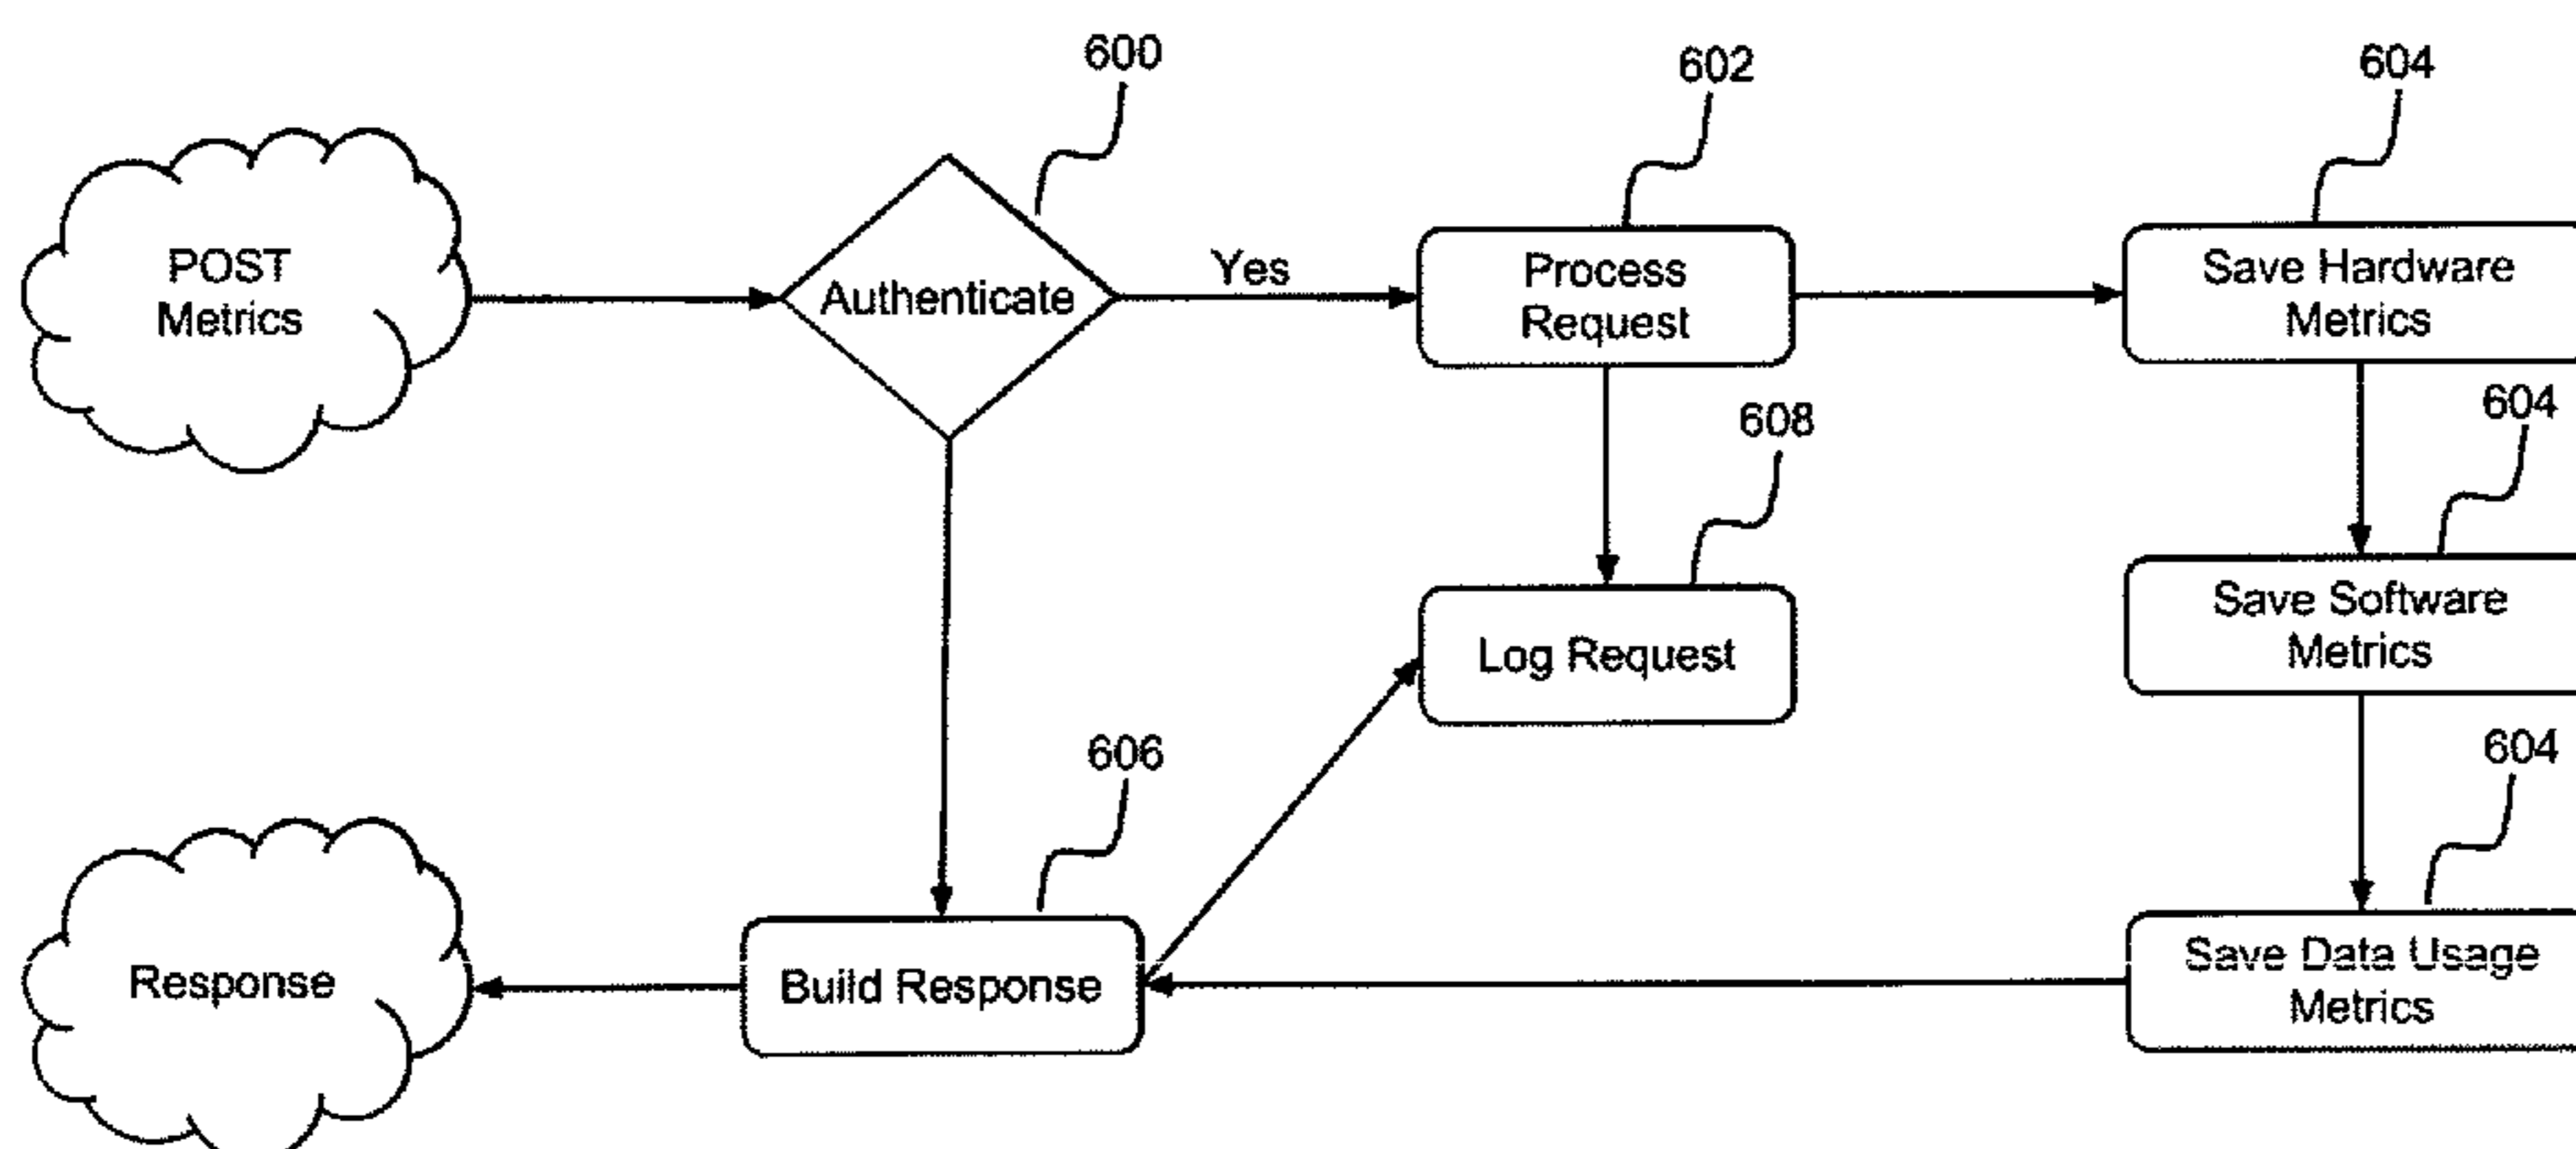 600
602
604
POST
Metrics
Authenticate
Yes
Process
Request
Save Hardware
Metrics
608
604
Log Request
Save Software
Metrics
606
604
Response
Build Response
Save Data Usage
Metrics